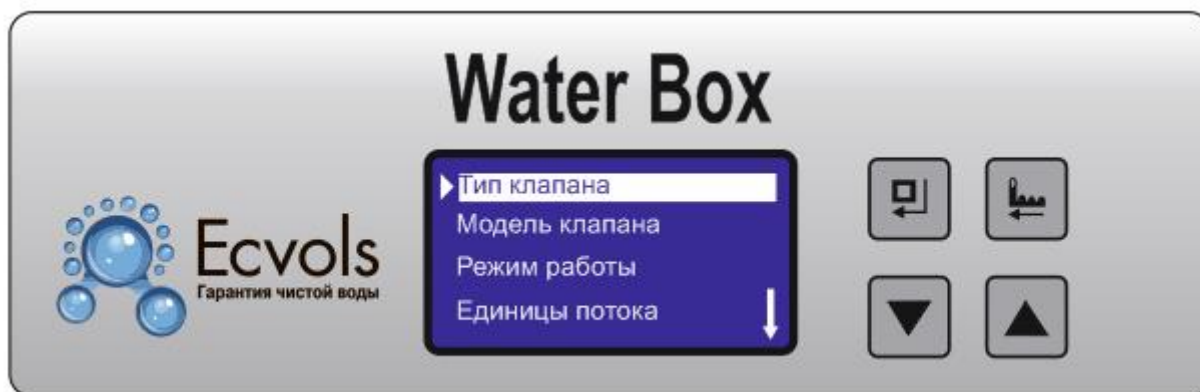 Water Box
Ecvols
Гарантия чистой воды
Тип клапана
Модель клапана
Режим работы
Единицы потока